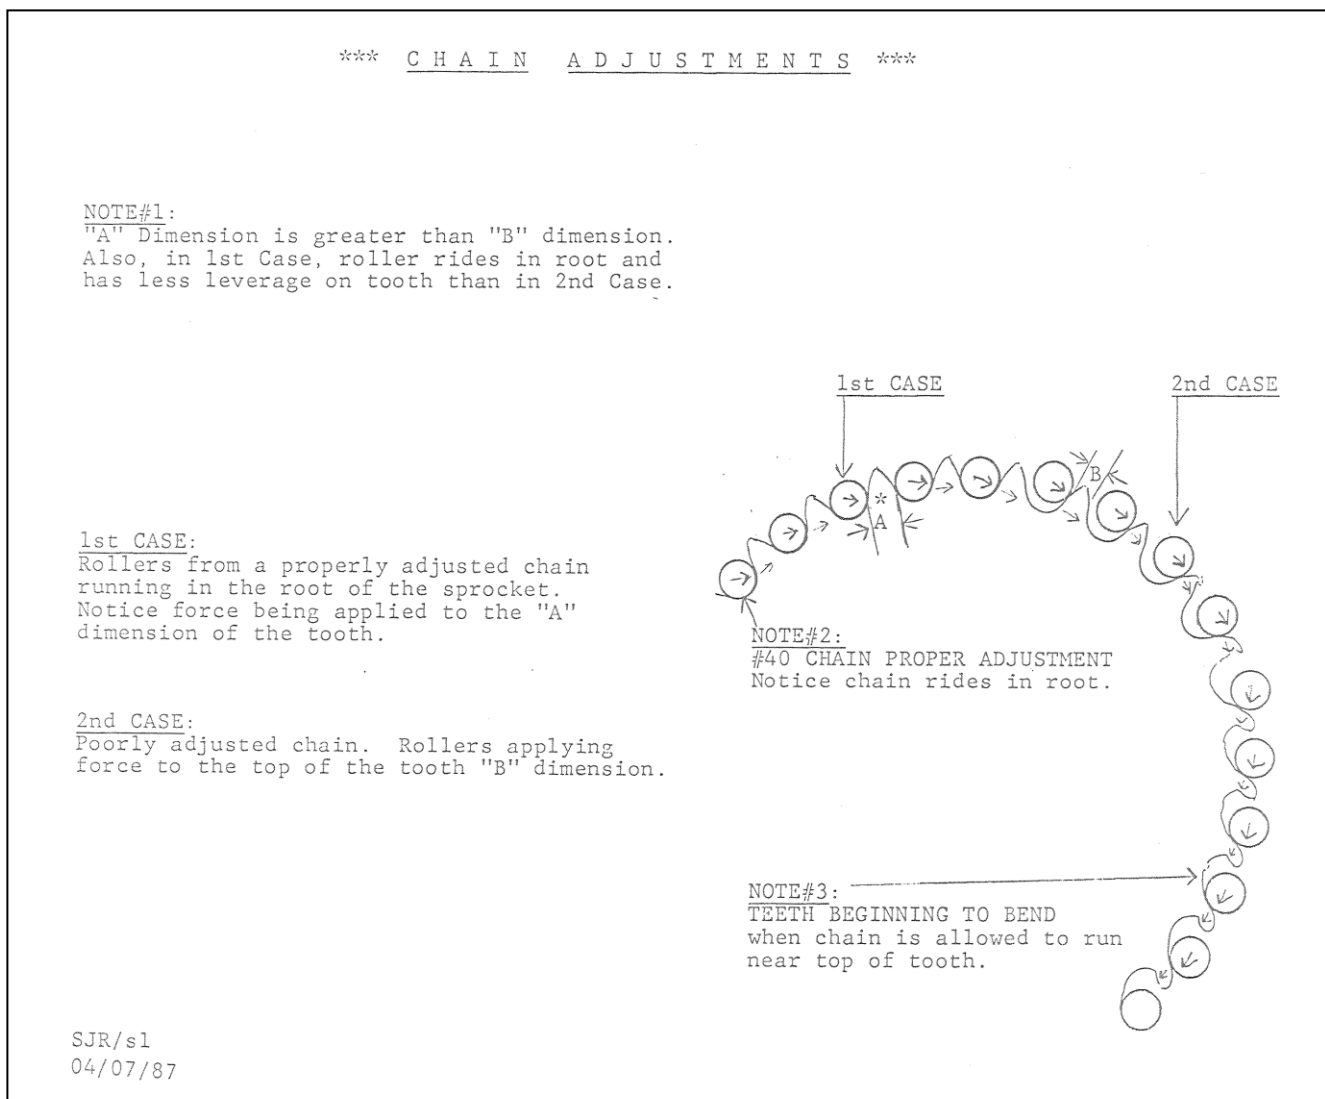 *** C H A I N   A D J U S T M E N T S ***
NOTE#1:
"A" Dimension is greater than "B" dimension.
Also, in 1st Case, roller rides in root and
has less leverage on tooth than in 2nd Case.
1st CASE
2nd CASE
B
*
A
1st CASE:
Rollers from a properly adjusted chain
running in the root of the sprocket.
Notice force being applied to the "A"
dimension of the tooth.
NOTE#2:
#40 CHAIN PROPER ADJUSTMENT
Notice chain rides in root.
2nd CASE:
Poorly adjusted chain.  Rollers applying
force to the top of the tooth "B" dimension.
NOTE#3:
TEETH BEGINNING TO BEND
when chain is allowed to run
near top of tooth.
SJR/sl
04/07/87